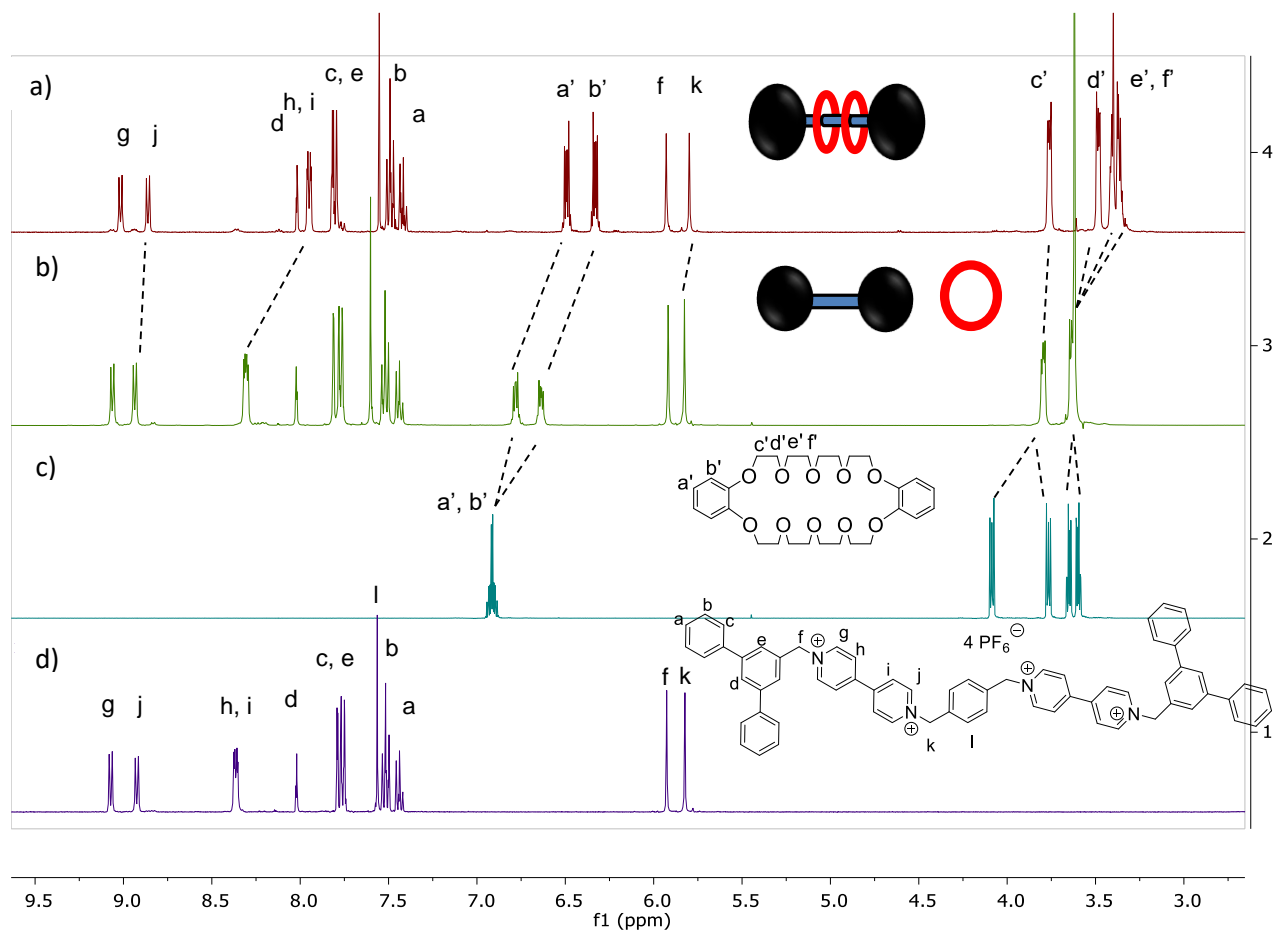 a)
g
j
d
h, i
c, e
b
a
a’
b’
f
k
c’
d’
e’, f’
4
b)
3
c)
a’, b’
c' d' e' f'
b'
a'
O O O O O
O O O O O
2
d)
g
j
h, i
d
c, e
l
b
a
f
k
4 PF6 ⊖
b
a
c
e
d
f
g
h
i
j
k
l
N ⊕
N ⊕
N ⊕
N ⊕
1
9.5 9.0 8.5 8.0 7.5 7.0 6.5 6.0 5.5 5.0 4.5 4.0 3.5 3.0
f1 (ppm)